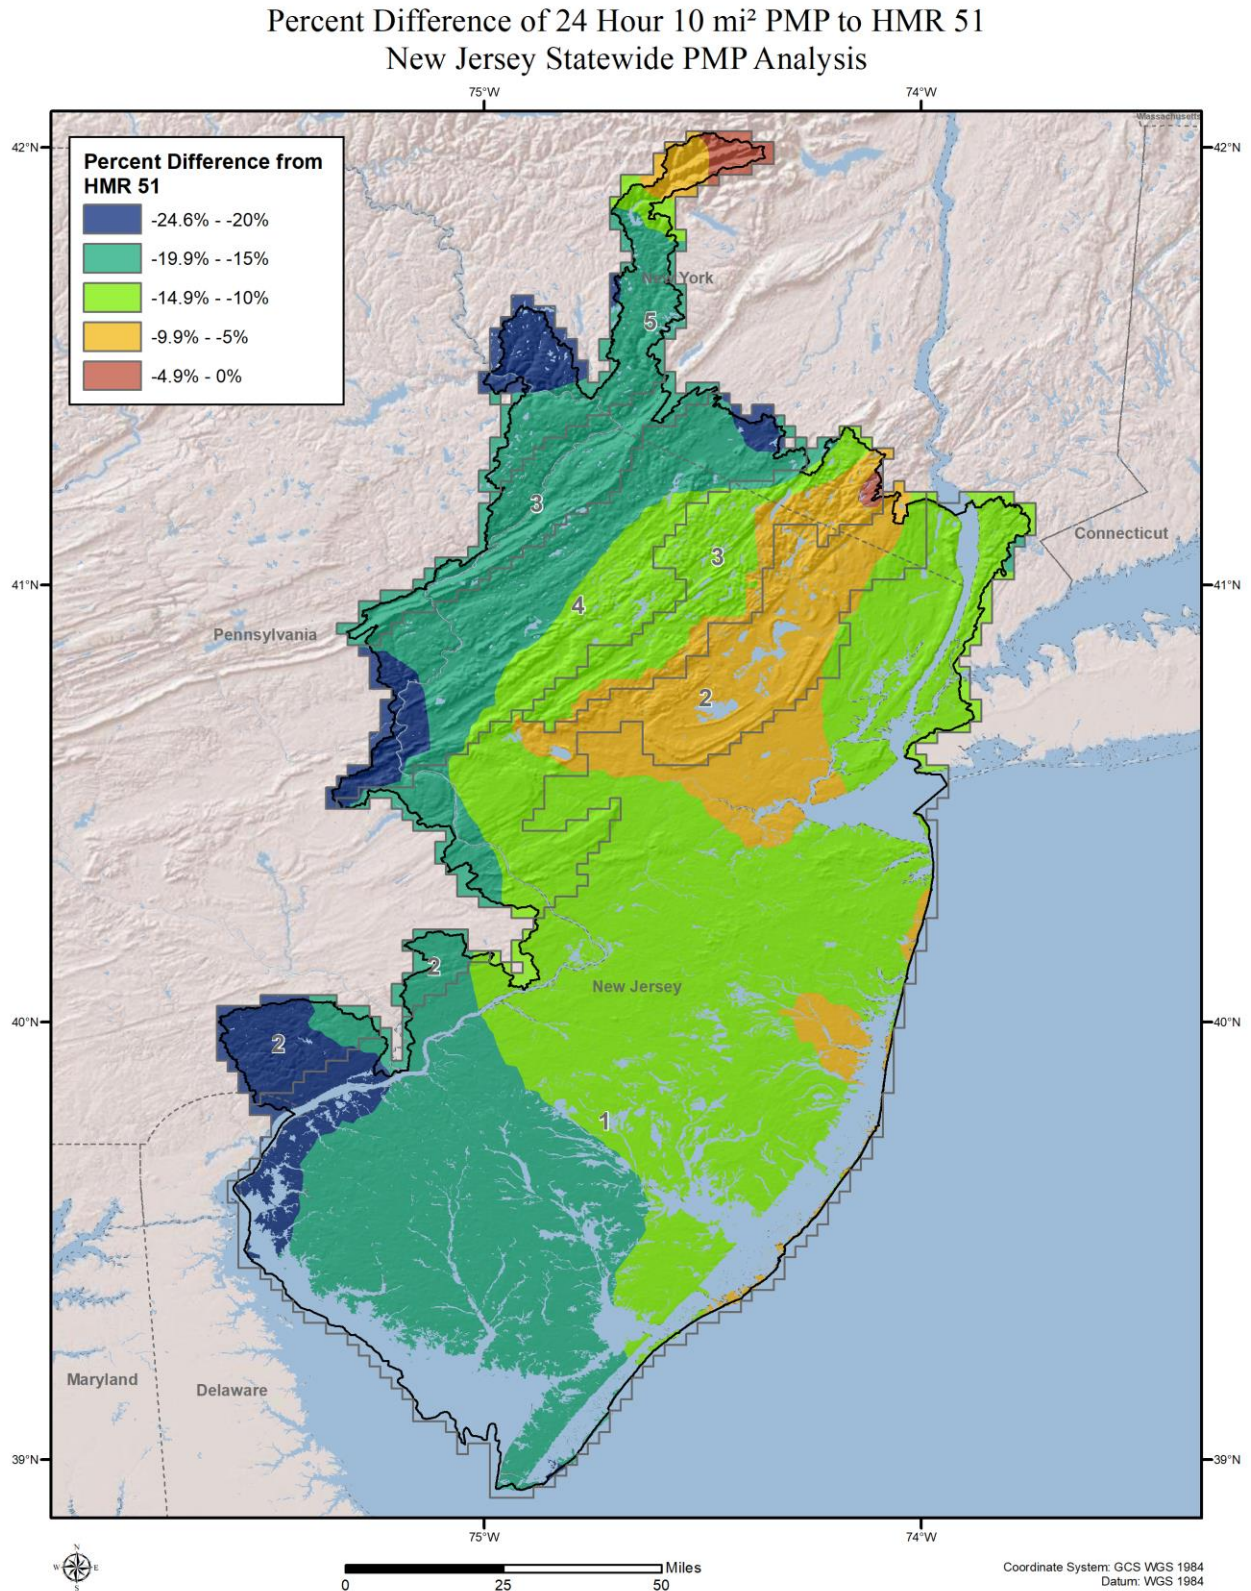 Percent Difference of 24 Hour 10 mi² PMP to HMR 51
New Jersey Statewide PMP Analysis
75°W
74°W
Massachusetts
42°N
42°N
Percent Difference from
HMR 51
-24.6% - -20%
-19.9% - -15%
-14.9% - -10%
-9.9% - -5%
-4.9% - 0%
New York
5
3
3
Connecticut
41°N
41°N
4
Pennsylvania
2
2
New Jersey
40°N
40°N
2
1
Maryland
Delaware
39°N
39°N
75°W
74°W
N
W
E
S
Miles
0
25
50
Coordinate System: GCS WGS 1984
Datum: WGS 1984